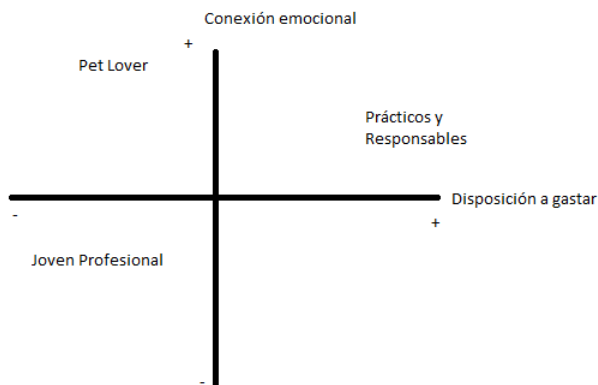 Conexión emocional
+
Pet Lover
Prácticos y
Responsables
Disposición a gastar
-
+
Joven Profesional
-